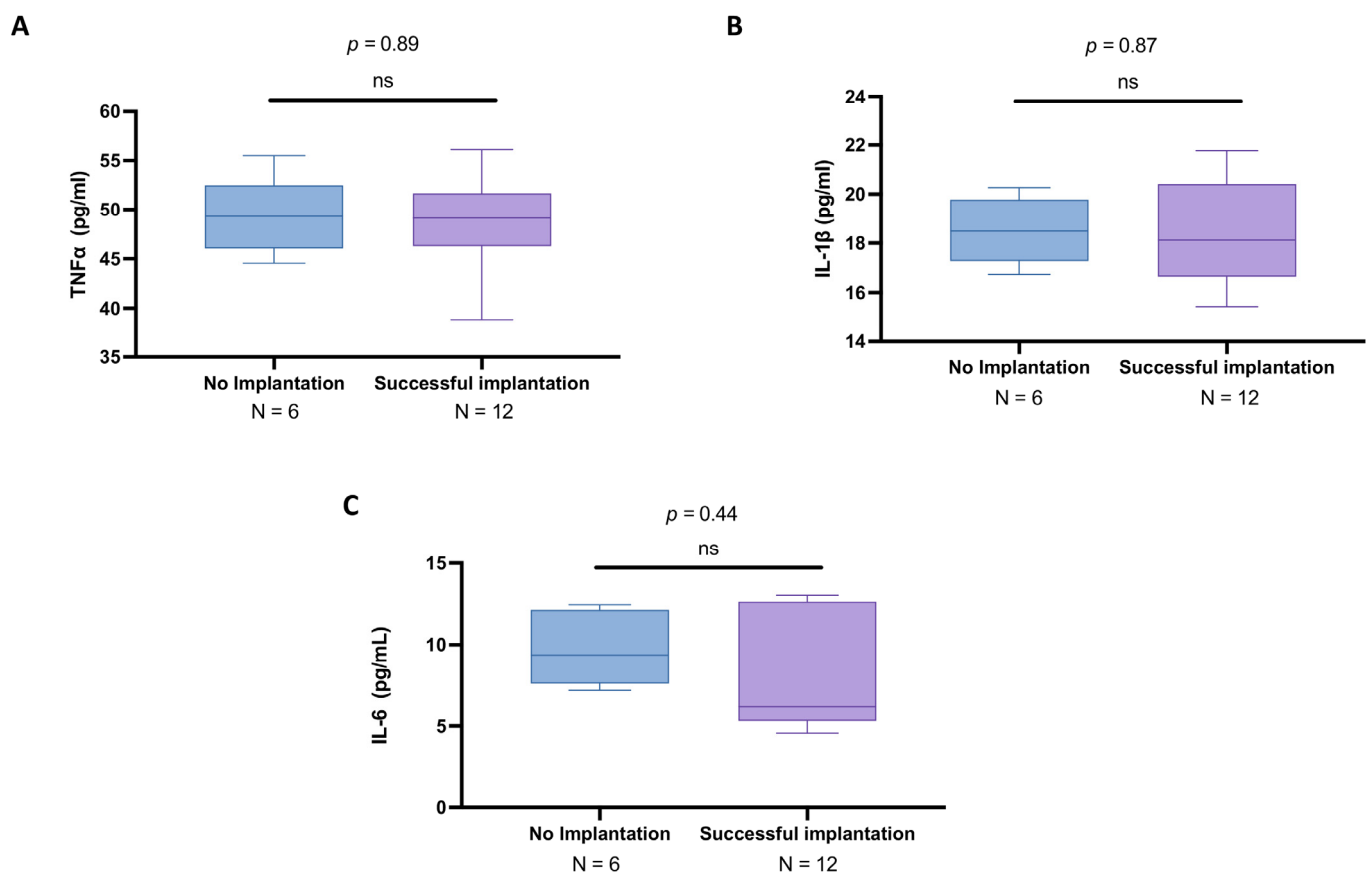 A
p = 0.89
ns
TNFα (pg/ml)
60
55
50
45
40
35
No Implantation
Successful implantation
N = 6
N = 12
B
p = 0.87
ns
IL-1β (pg/ml)
24
22
20
18
16
14
No Implantation
Successful implantation
N = 6
N = 12
C
p = 0.44
ns
IL-6 (pg/mL)
15
10
5
0
No Implantation
Successful implantation
N = 6
N = 12